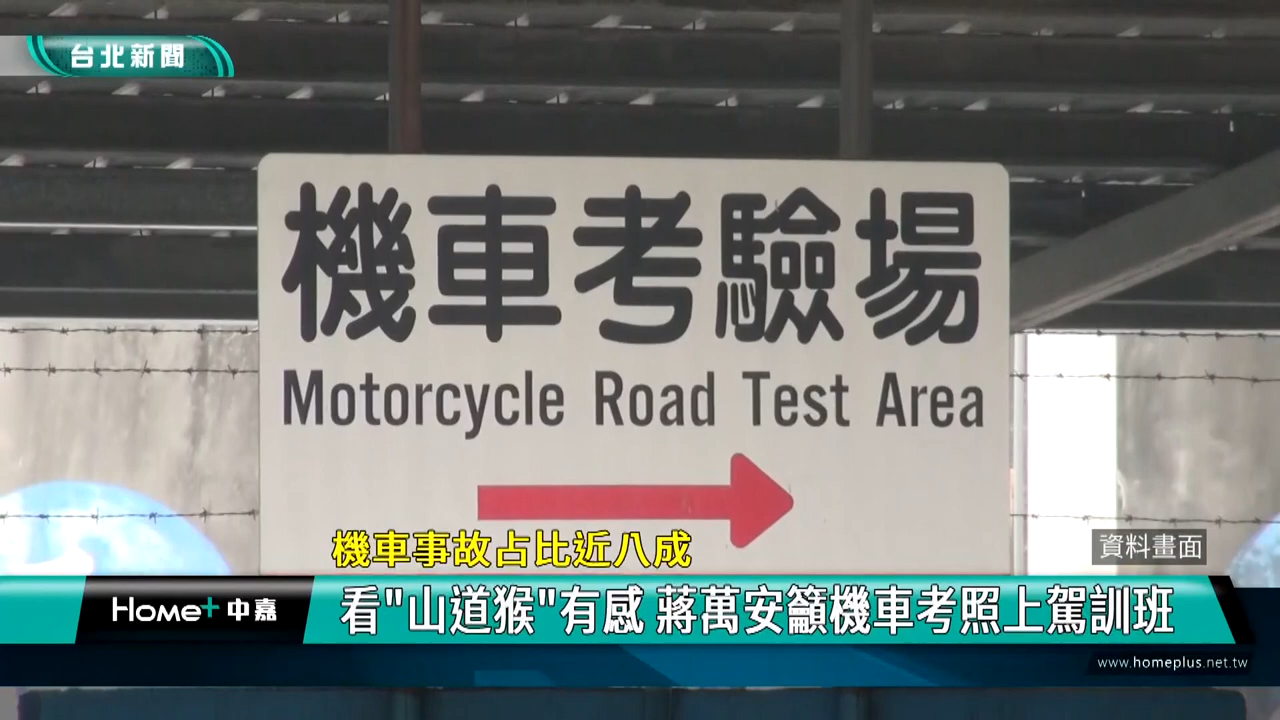 台北新聞
機車考驗場
Motorcycle Road Test Area
機車事故占比近八成
資料畫面
Home+中嘉
看"山道猴"有感 蔣萬安籲機車考照上駕訓班
www.homeplus.net.tw